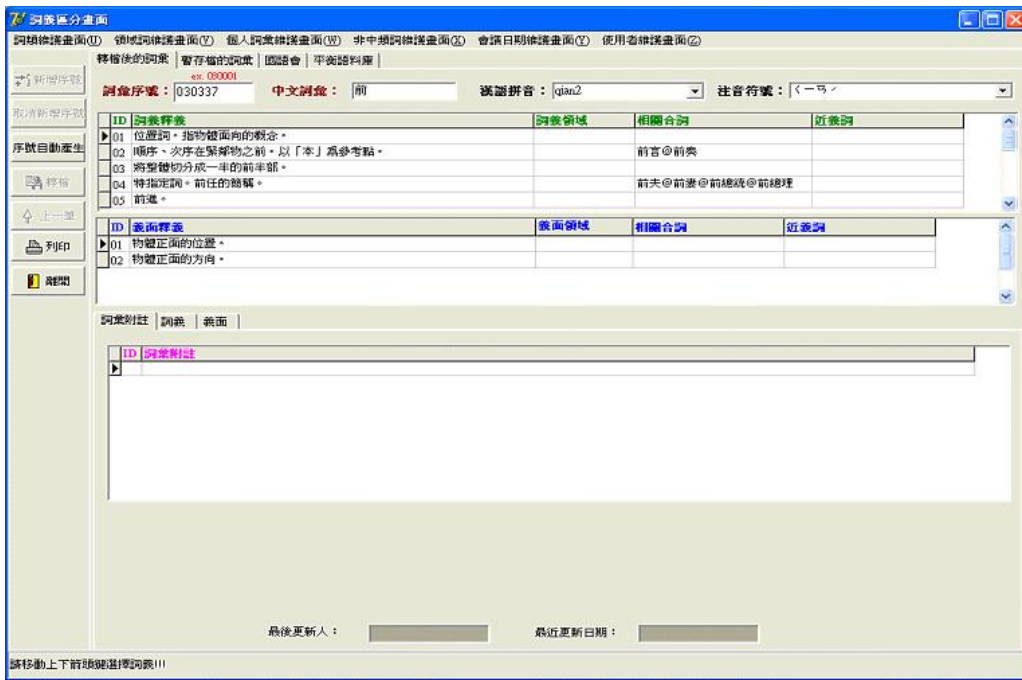 詞義區分畫面
詞類維護畫面(U) 領域詞維護畫面(V) 個人詞彙維護畫面(W) 非中頻詞維護畫面(X) 會議日期維護畫面(Y) 使用者維護畫面(Z)
轉檔後的詞彙 暫存檔的詞彙 國語會 平衡語料庫
ex. 030001
詞彙序號：030337 中文詞彙：前 漢語拼音：qian2 注音符號：ㄑㄧㄢˊ
新增序號
取消新增序號
序號自動產生
轉檔
上一筆
列印
離開
ID 詞義釋義 詞義領域 相關合詞 近義詞
01 位置詞。指物體面向的概念。
02 順序、次序在緊鄰物之前。以「本」為參考點。 前言@前奏
03 將整體切分成一半的前半部。
04 特指定詞。前任的簡稱。 前夫@前妻@前總統@前總理
05 前進。
ID 義面釋義 義面領域 相關合詞 近義詞
01 物體正面的位置。
02 物體正面的方向。
詞彙附註 詞義 義面
ID 詞彙附註
最後更新人： 最近更新日期：
請移動上下箭頭鍵選擇詞義!!!